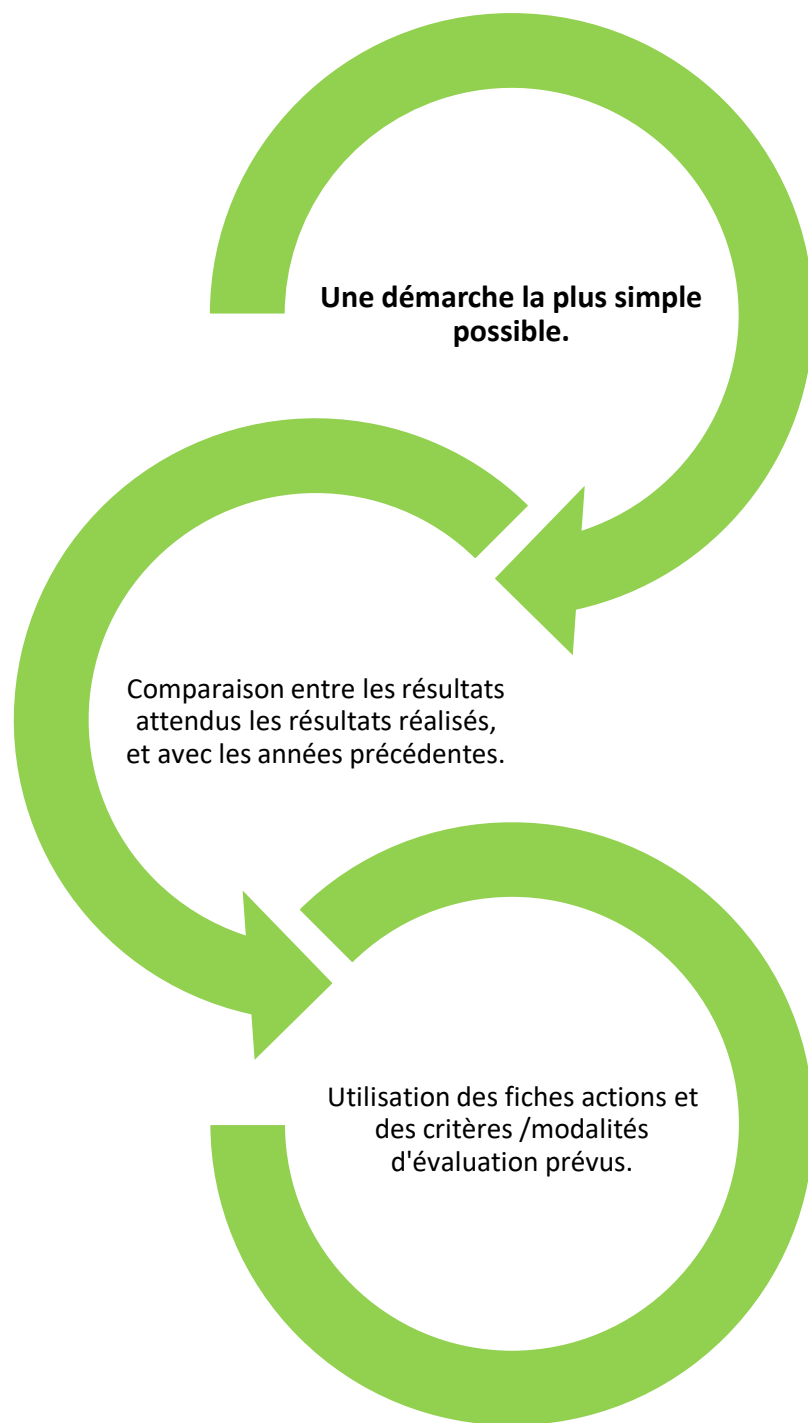 Une démarche la plus simple
possible.
Comparaison entre les résultats
attendus les résultats réalisés,
et avec les années précédentes.
Utilisation des fiches actions et
des critères /modalités
d'évaluation prévus.